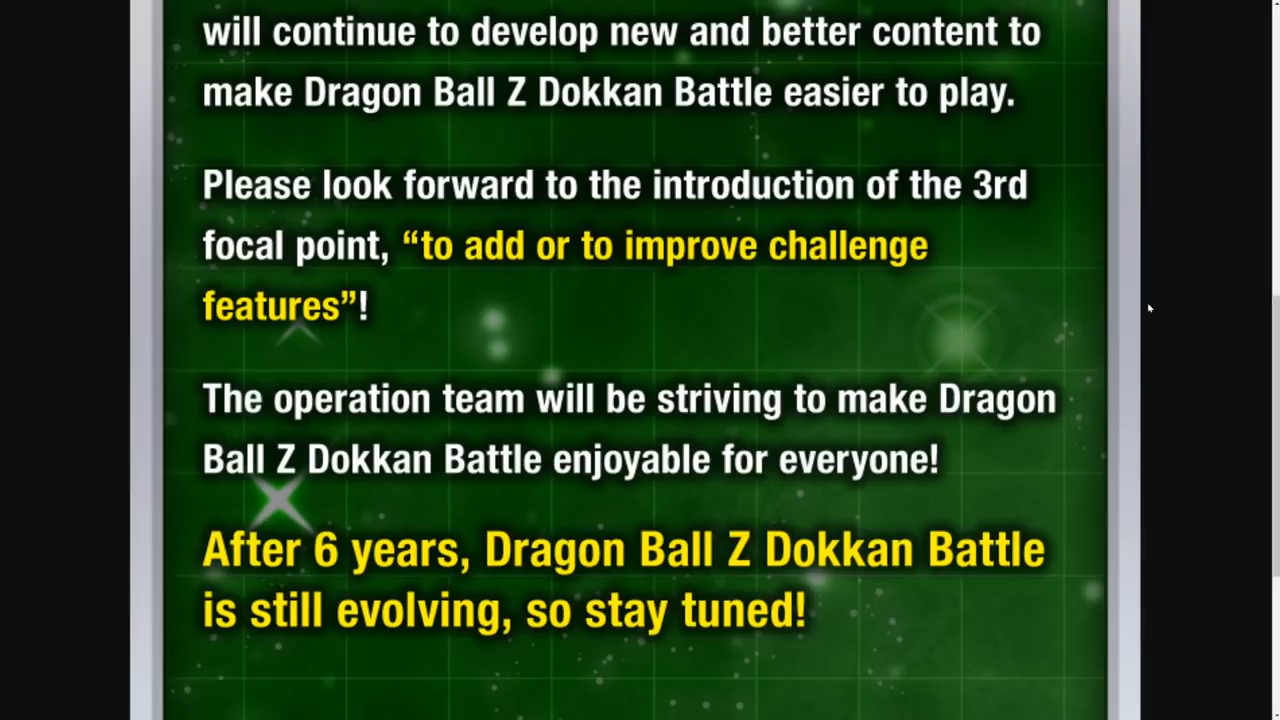 will continue to develop new and better content to
make Dragon Ball Z Dokkan Battle easier to play.
Please look forward to the introduction of the 3rd
focal point, “to add or to improve challenge
features”!
The operation team will be striving to make Dragon
Ball Z Dokkan Battle enjoyable for everyone!
After 6 years, Dragon Ball Z Dokkan Battle
is still evolving, so stay tuned!